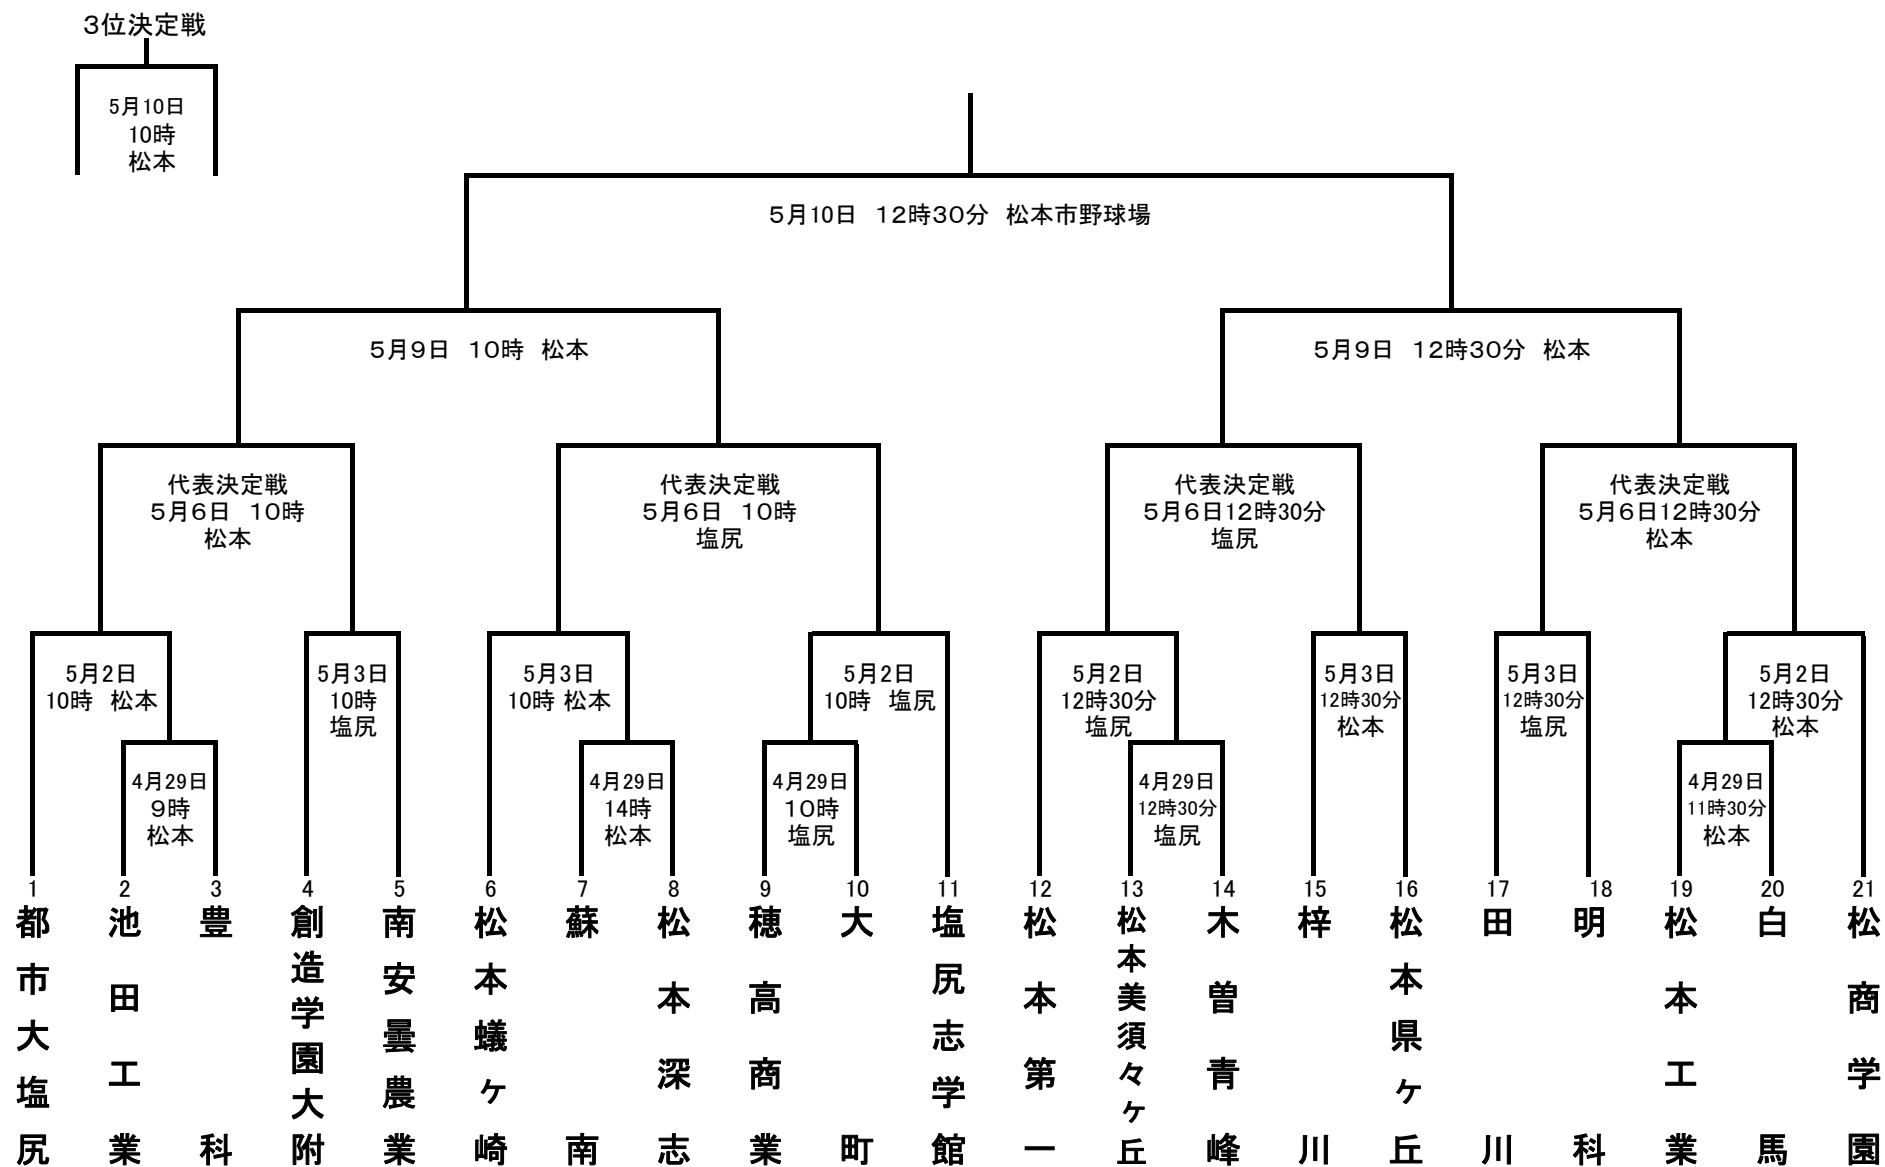 ３位決定戦
5月10日
10時
松本
５月10日　１２時３０分　松本市野球場
５月９日　１０時　松本
５月９日　１２時３０分　松本
代表決定戦
５月６日　１０時
松本
代表決定戦
５月６日　１０時
塩尻
代表決定戦
５月６日１２時30分
塩尻
代表決定戦
５月６日１２時30分
松本
5月2日
10時　松本
5月3日
10時
塩尻
5月3日
10時 松本
5月2日
10時　塩尻
5月2日
12時30分
塩尻
5月3日
12時30分
松本
5月3日
12時30分
塩尻
5月2日
12時30分
松本
4月29日
９時
松本
4月29日
14時
松本
4月29日
１０時
塩尻
4月29日
12時30分
塩尻
4月29日
11時30分
松本
1
都市大塩尻
2
池田工業
3
豊科
4
創造学園大附
5
南安曇農業
6
松本蟻ケ崎
7
蘇南
8
松本深志
9
穂高商業
10
大町
11
塩尻志学館
12
松本第一
13
松本美須々ケ丘
14
木曽青峰
15
梓川
16
松本県ケ丘
17
田川
18
明科
19
松本工業
20
白馬
21
松商学園